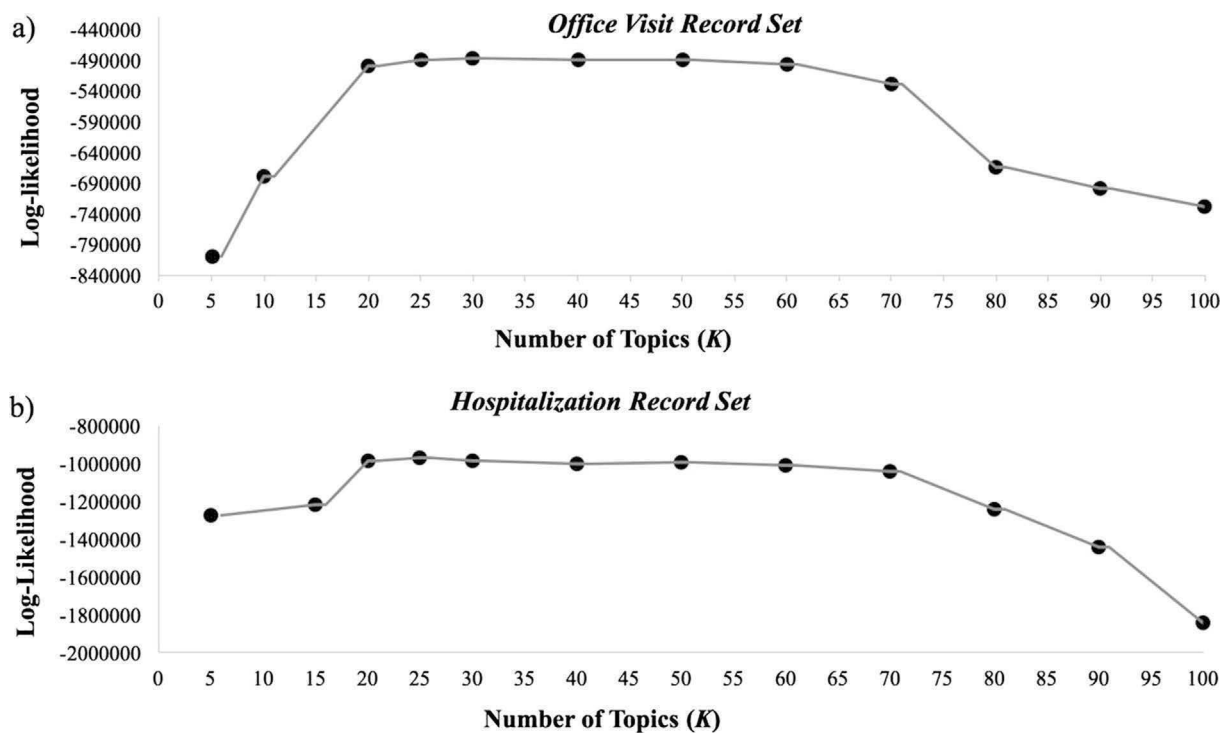 a)
Office Visit Record Set
Log-likelihood
-440000
-490000
-540000
-590000
-640000
-690000
-740000
-790000
-840000
0 5 10 15 20 25 30 35 40 45 50 55 60 65 70 75 80 85 90 95 100
Number of Topics (K)
b)
Hospitalization Record Set
Log-Likelihood
-800000
-1000000
-1200000
-1400000
-1600000
-1800000
-2000000
0 5 10 15 20 25 30 35 40 45 50 55 60 65 70 75 80 85 90 95 100
Number of Topics (K)